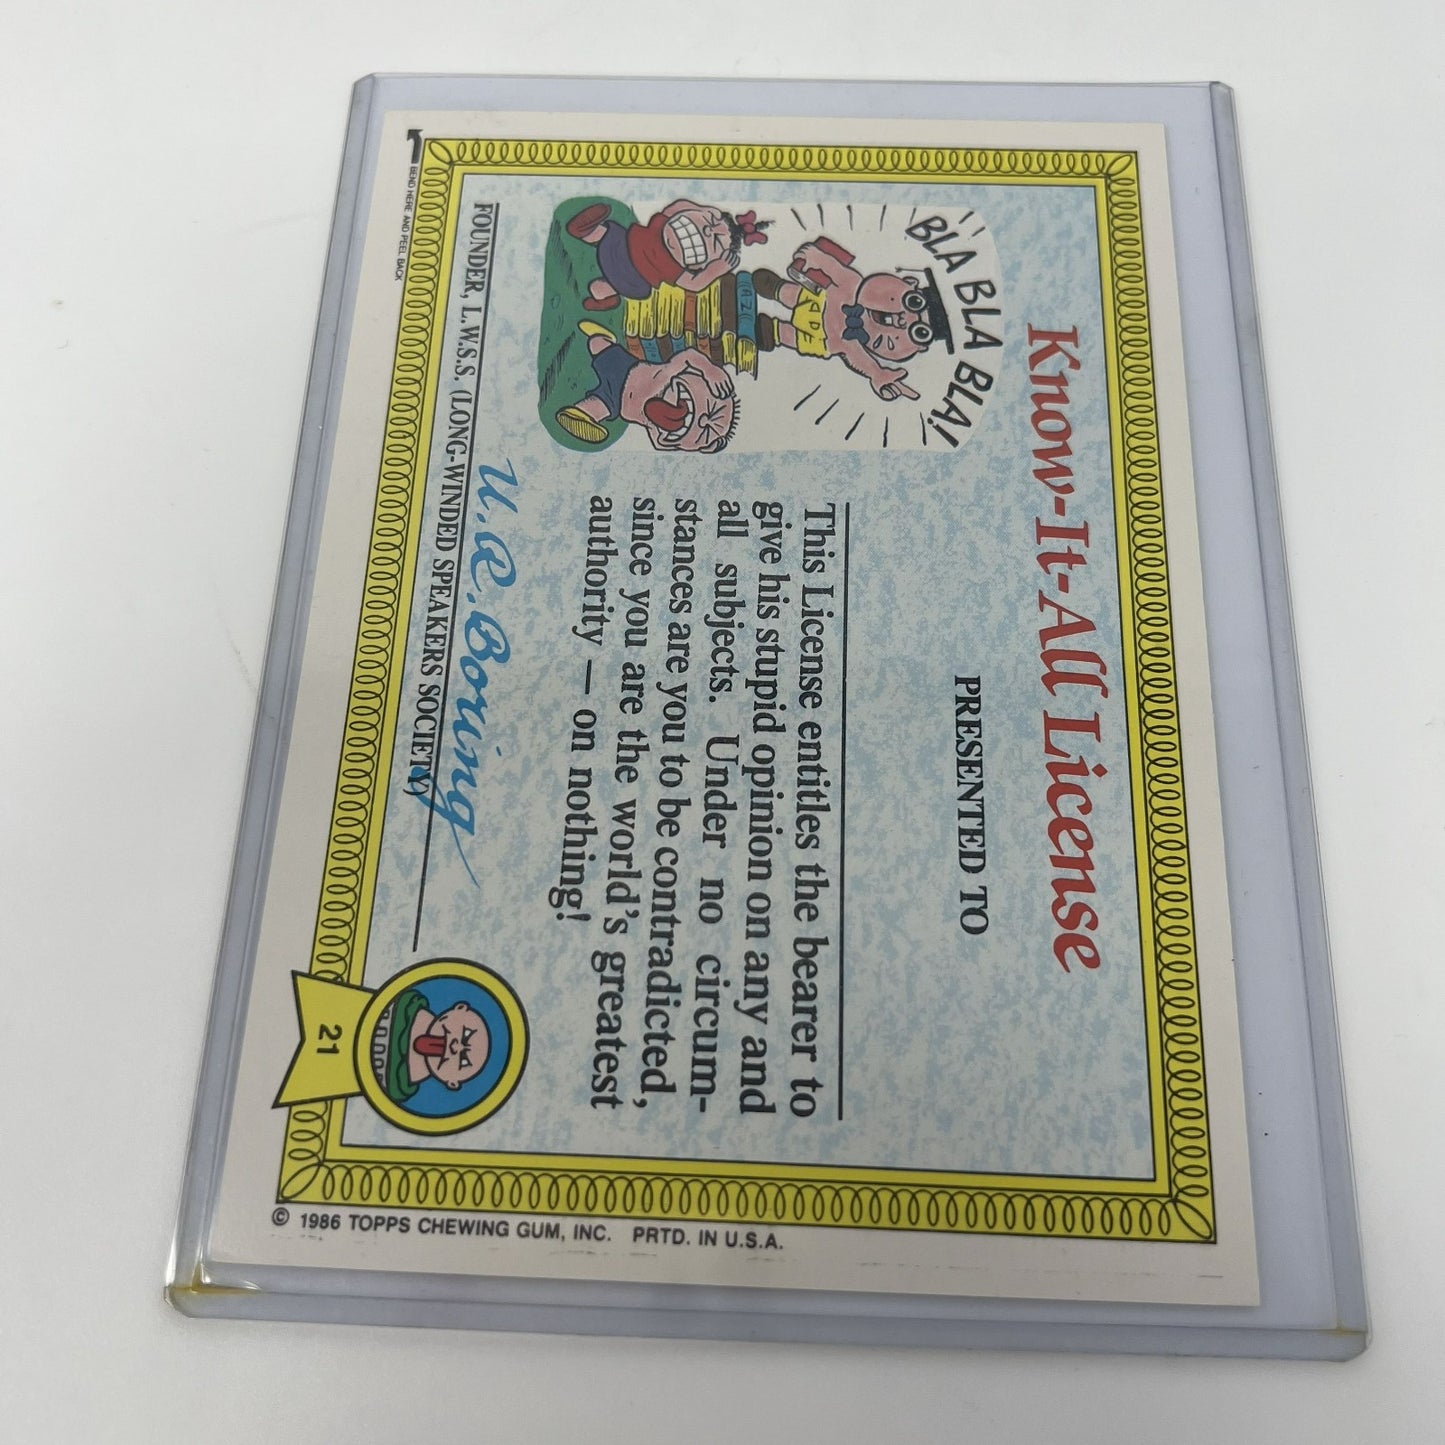 Know-It-All License
PRESENTED TO
BLA BLA BLA BLA!
AZ
This License entitles the bearer to
give his stupid opinion on any and
all subjects. Under no circum-
stances are you to be contradicted,
since you are the world's greatest
authority — on nothing!
U.R. Boring
FOUNDER, L.W.S.S. (LONG-WINDED SPEAKERS SOCIETY)
21
BEND HERE AND PEEL BACK
© 1986 TOPPS CHEWING GUM, INC. PRTD. IN U.S.A.